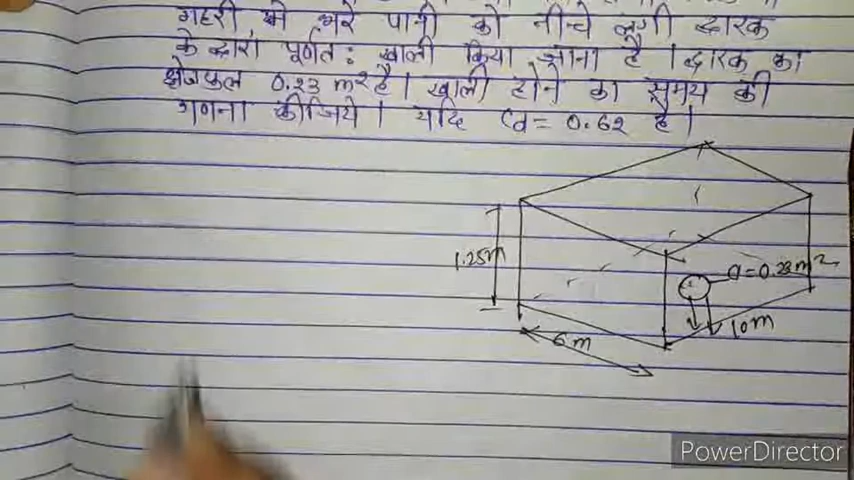 गहरी, में भरे पानी को नीचे लगी द्वारक
के द्वारा पूर्णत: खाली किया जाना है । द्वारक का
क्षेत्रफल 0.23 m² है। खाली होने का समय की
गणना कीजिये । यदि Cd = 0.62 है।
1.25m
a=0.23m²
10m
6m
PowerDirector